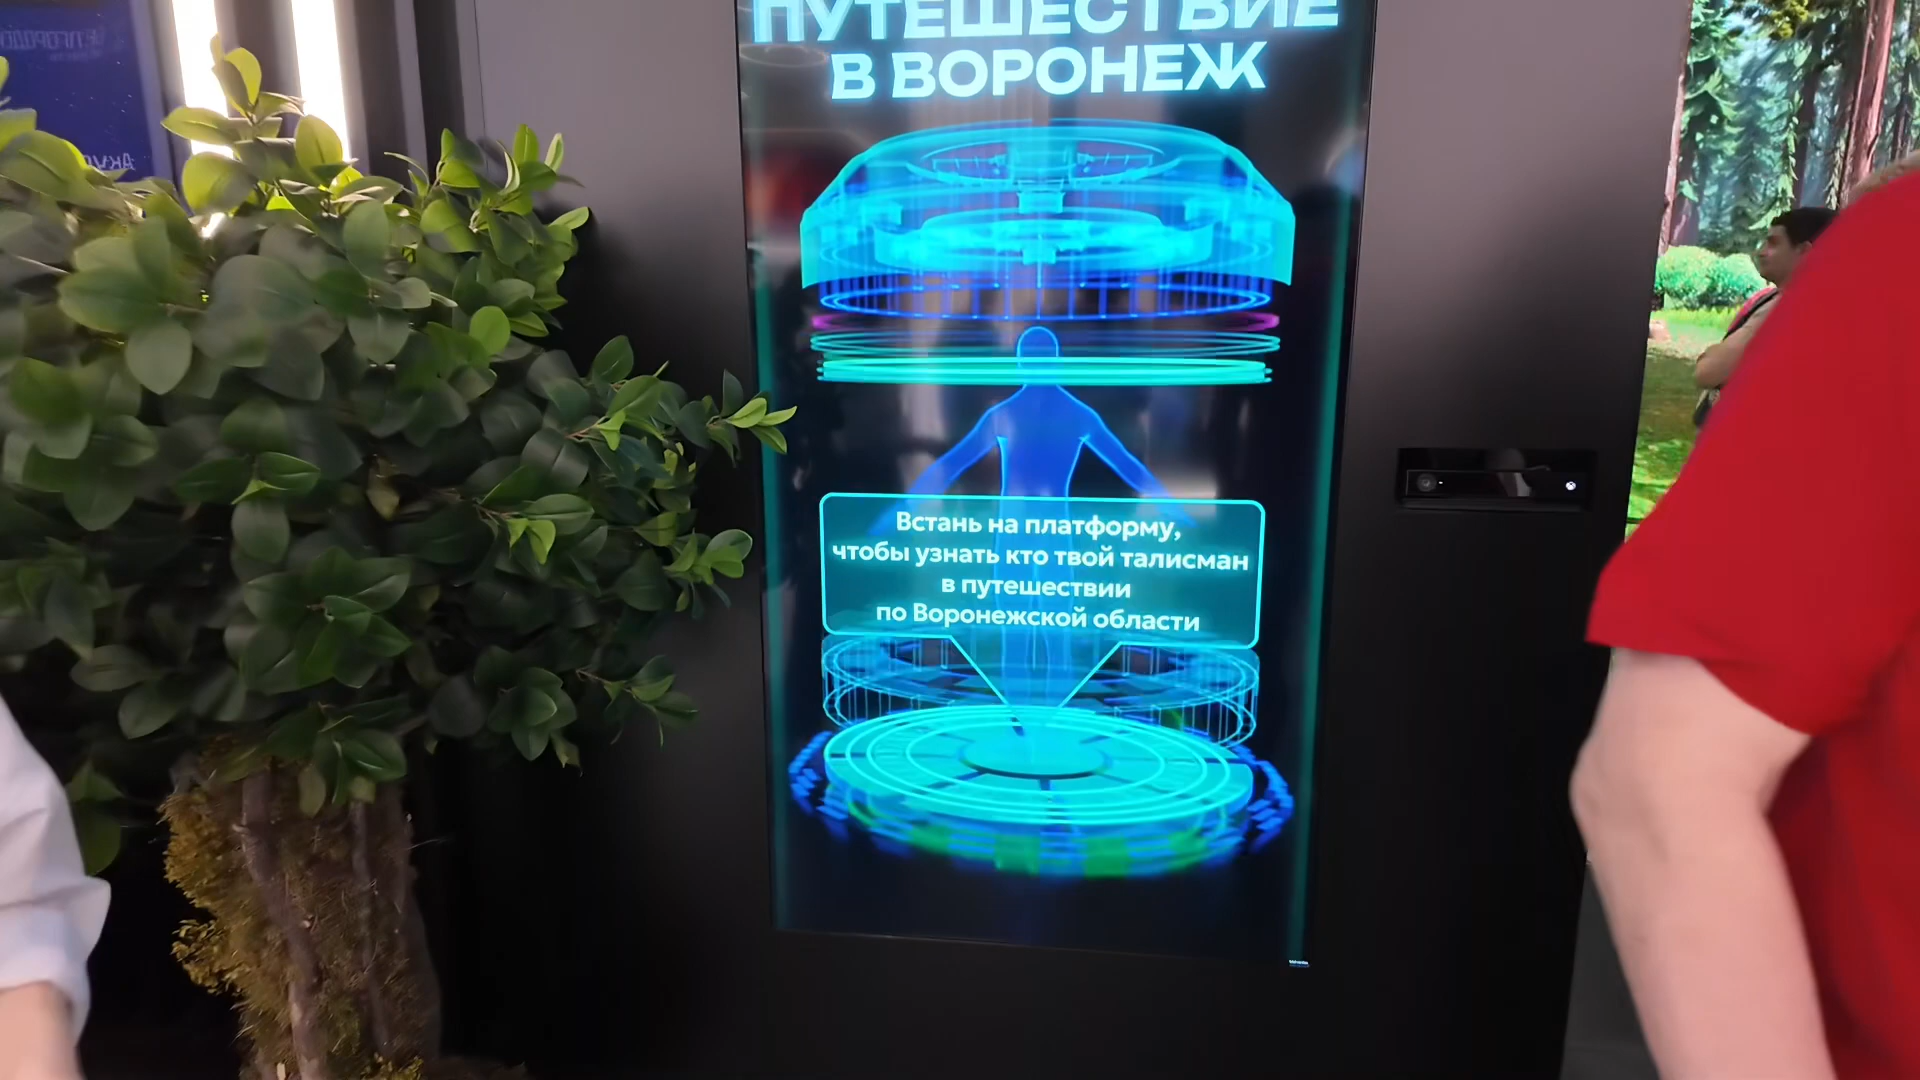 ПУТЕШЕСТВИЕ
В ВОРОНЕЖ
Встань на платформу,
чтобы узнать кто твой талисман
в путешествии
по Воронежской области